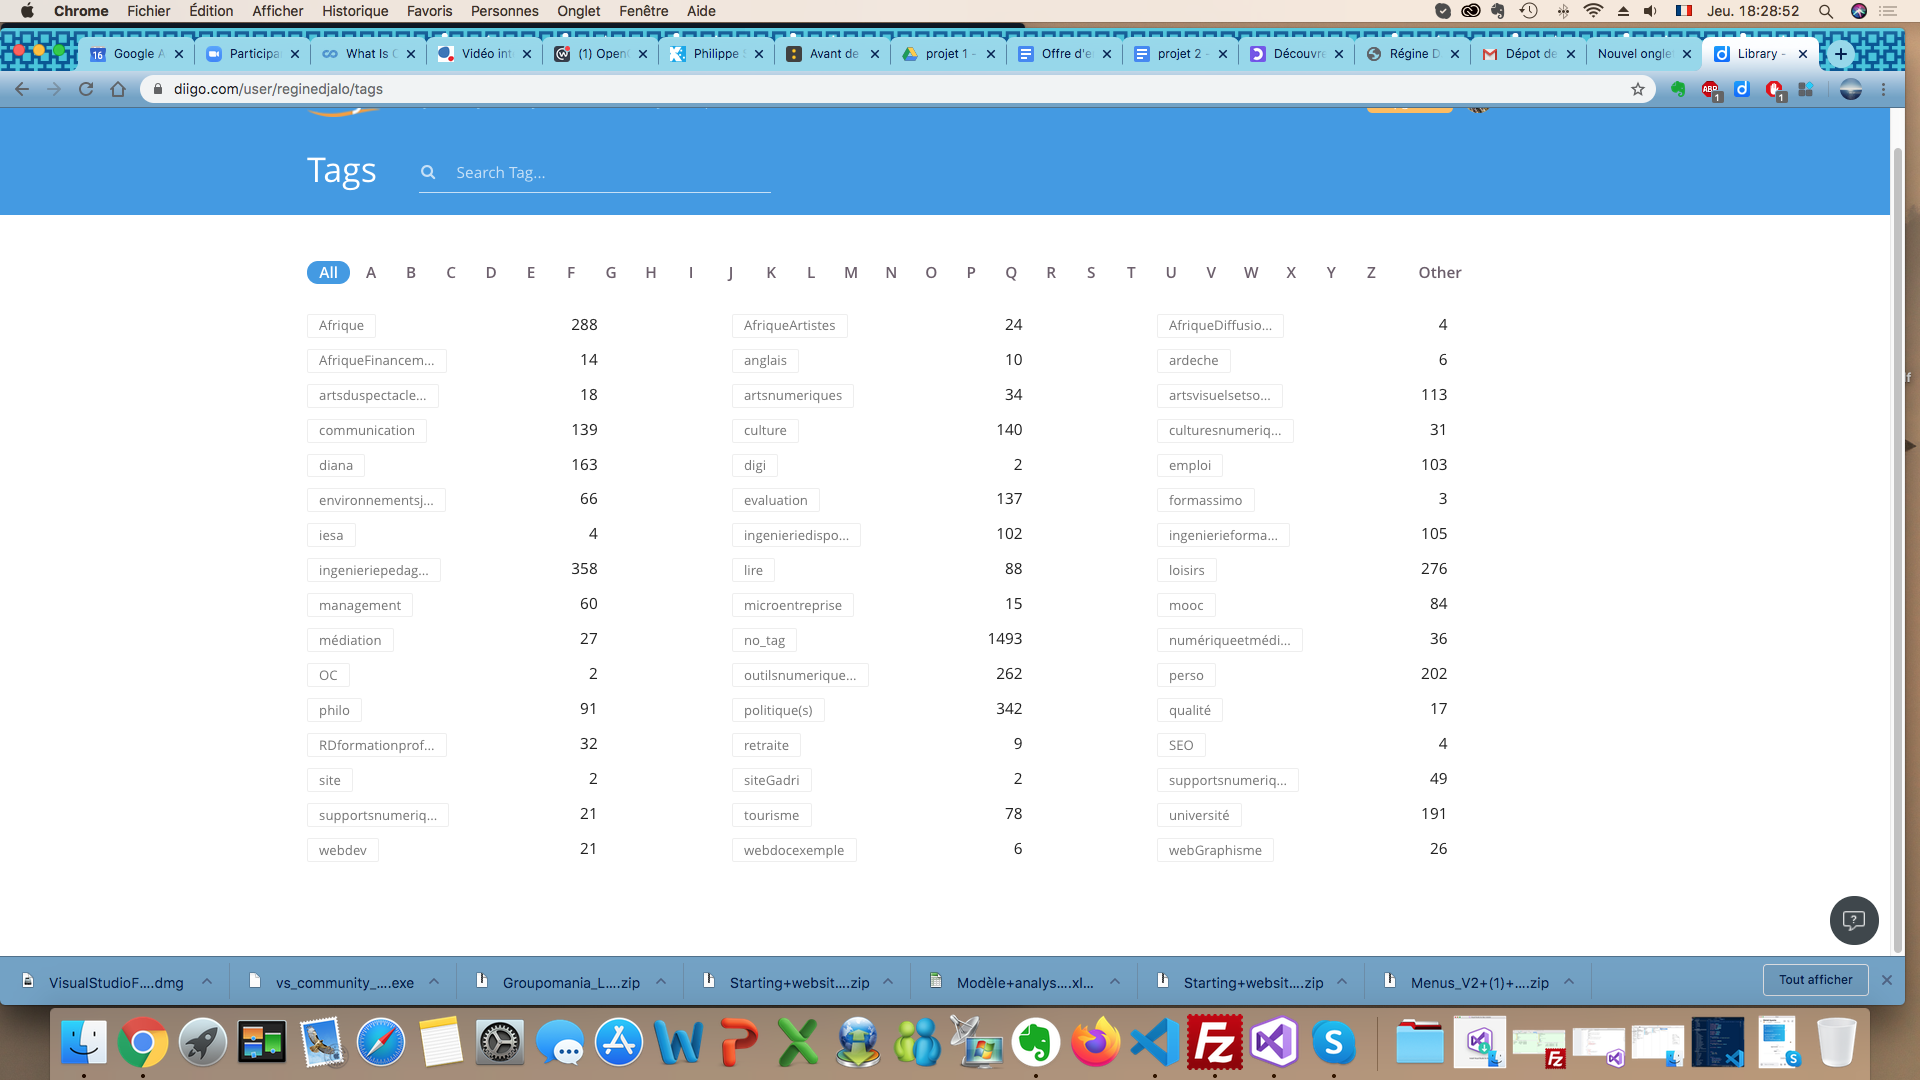 Chrome Fichier Édition Afficher Historique Favoris Personnes Onglet Fenêtre Aide Jeu. 18:28:52
Google A Participa What Is C Vidéo int (1) Open Philippe Avant de projet 1 - Offre d'e projet 2 - Découvre Régine D Dépot de Nouvel ongle Library -
diigo.com/user/reginedjalo/tags
Tags Search Tag...
All A B C D E F G H I J K L M N O P Q R S T U V W X Y Z Other
Afrique 288 AfriqueArtistes 24 AfriqueDiffusio... 4
AfriqueFinancem... 14 anglais 10 ardeche 6
artsduspectacle... 18 artsnumeriques 34 artsvisuelsetso... 113
communication 139 culture 140 culturesnumeriq... 31
diana 163 digi 2 emploi 103
environnementsj... 66 evaluation 137 formassimo 3
iesa 4 ingenieriedispo... 102 ingenierieforma... 105
ingenieriepedag... 358 lire 88 loisirs 276
management 60 microentreprise 15 mooc 84
médiation 27 no_tag 1493 numériqueetmédi... 36
OC 2 outilsnumerique... 262 perso 202
philo 91 politique(s) 342 qualité 17
RDformationprof... 32 retraite 9 SEO 4
site 2 siteGadri 2 supportsnumeriq... 49
supportsnumeriq... 21 tourisme 78 université 191
webdev 21 webdocexemple 6 webGraphisme 26
VisualStudioF....dmg vs_community_....exe Groupomania_L....zip Starting+websit....zip Modèle+analys....xl... Starting+websit....zip Menus_V2+(1)+....zip Tout afficher